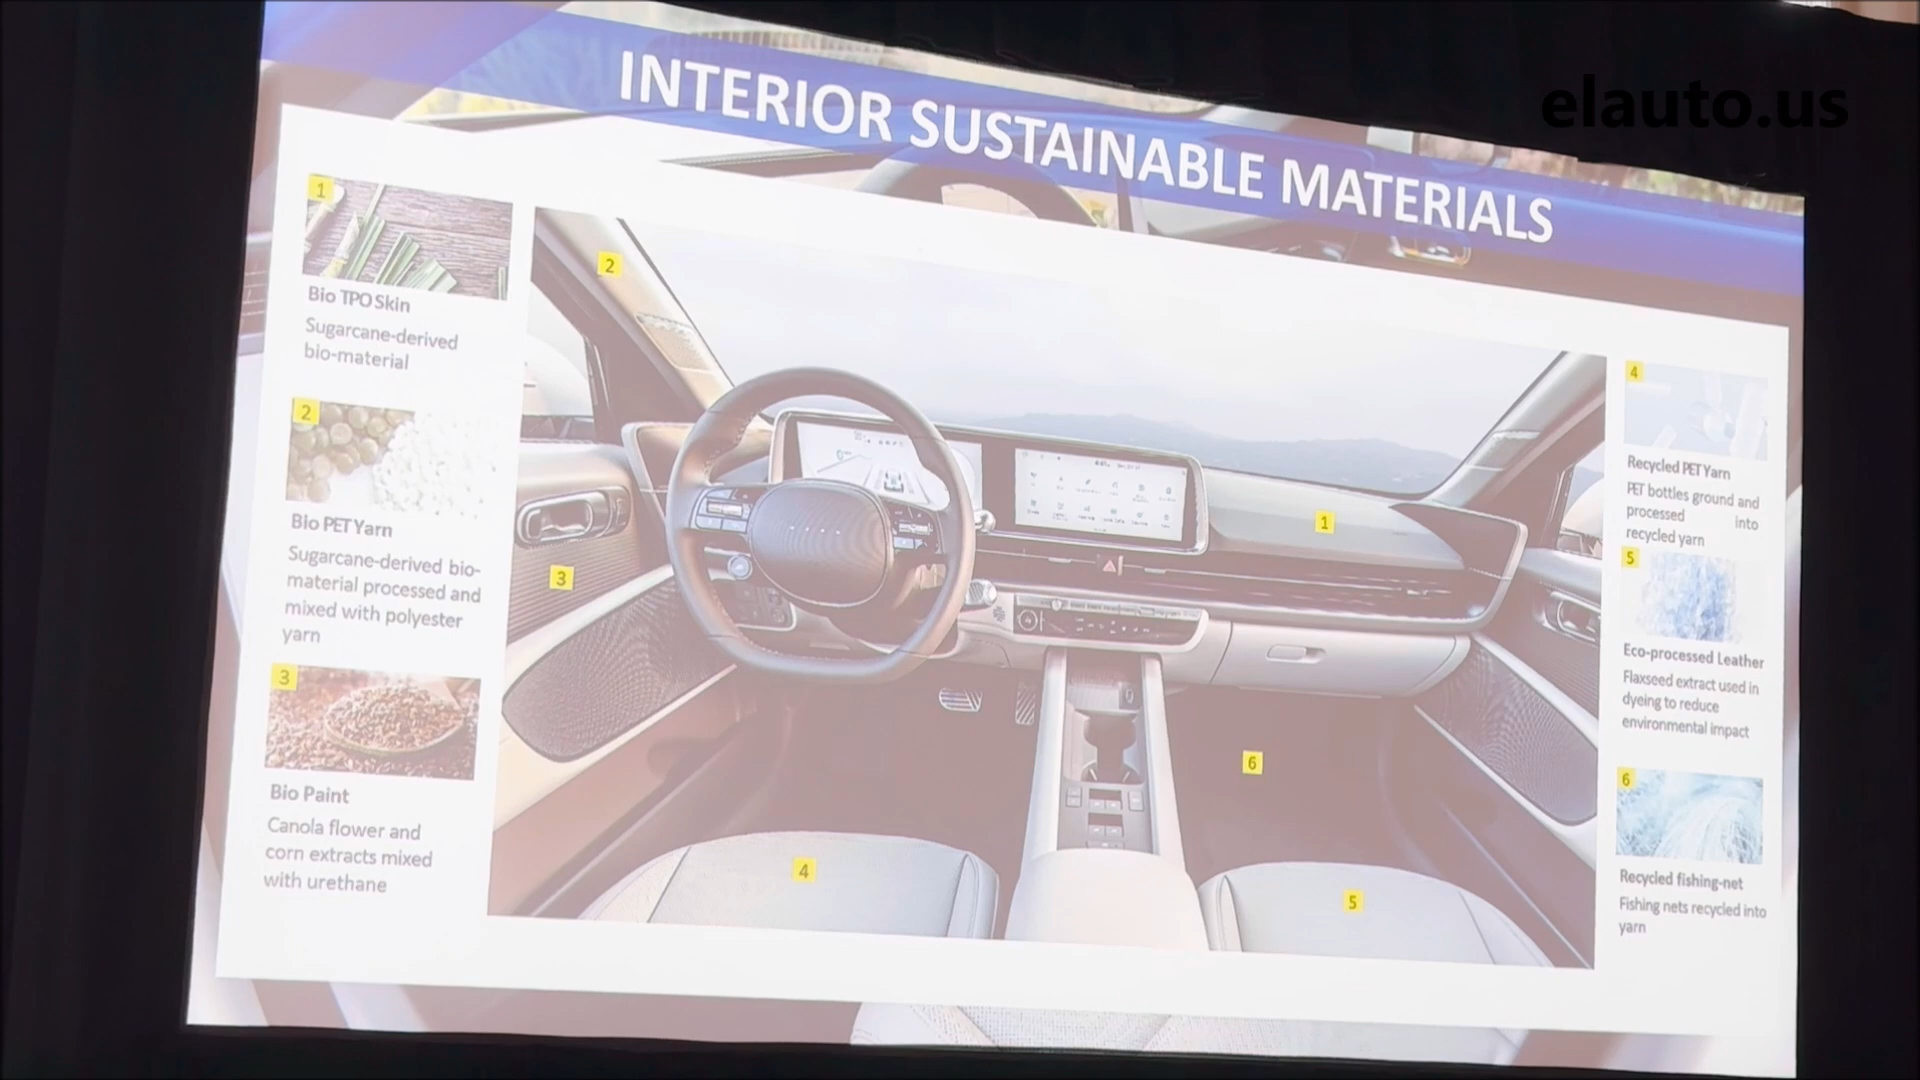 elauto.us
INTERIOR SUSTAINABLE MATERIALS
1
Bio TPO Skin
Sugarcane-derived
bio-material
2
Bio PET Yarn
Sugarcane-derived bio-
material processed and
mixed with polyester
yarn
3
Bio Paint
Canola flower and
corn extracts mixed
with urethane
2
3
1
6
4
5
4
Recycled PET Yarn
PET bottles ground and
processed into
recycled yarn
5
Eco-processed Leather
Flaxseed extract used in
dyeing to reduce
environmental impact
6
Recycled fishing-net
Fishing nets recycled into
yarn